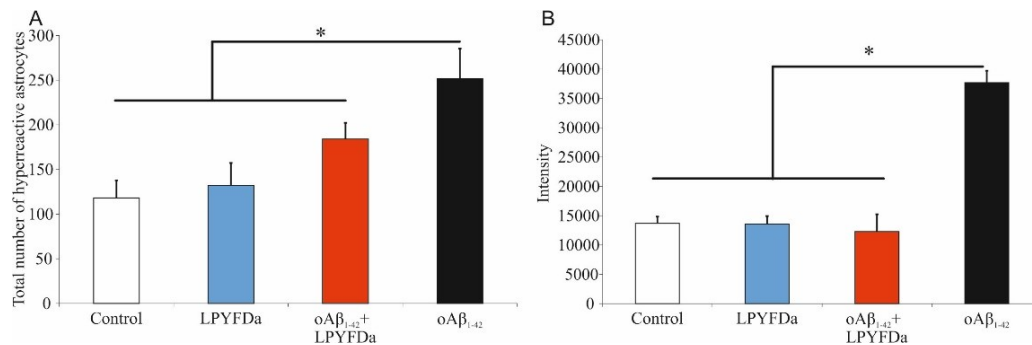 A
Total number of hyperreactive astrocytes
300
250
200
150
100
50
0
*
Control
LPYFDa
oAβ₁₋₄₂+
LPYFDa
oAβ₁₋₄₂
B
Intensity
45000
40000
35000
30000
25000
20000
15000
10000
5000
0
*
Control
LPYFDa
oAβ₁₋₄₂+
LPYFDa
oAβ₁₋₄₂